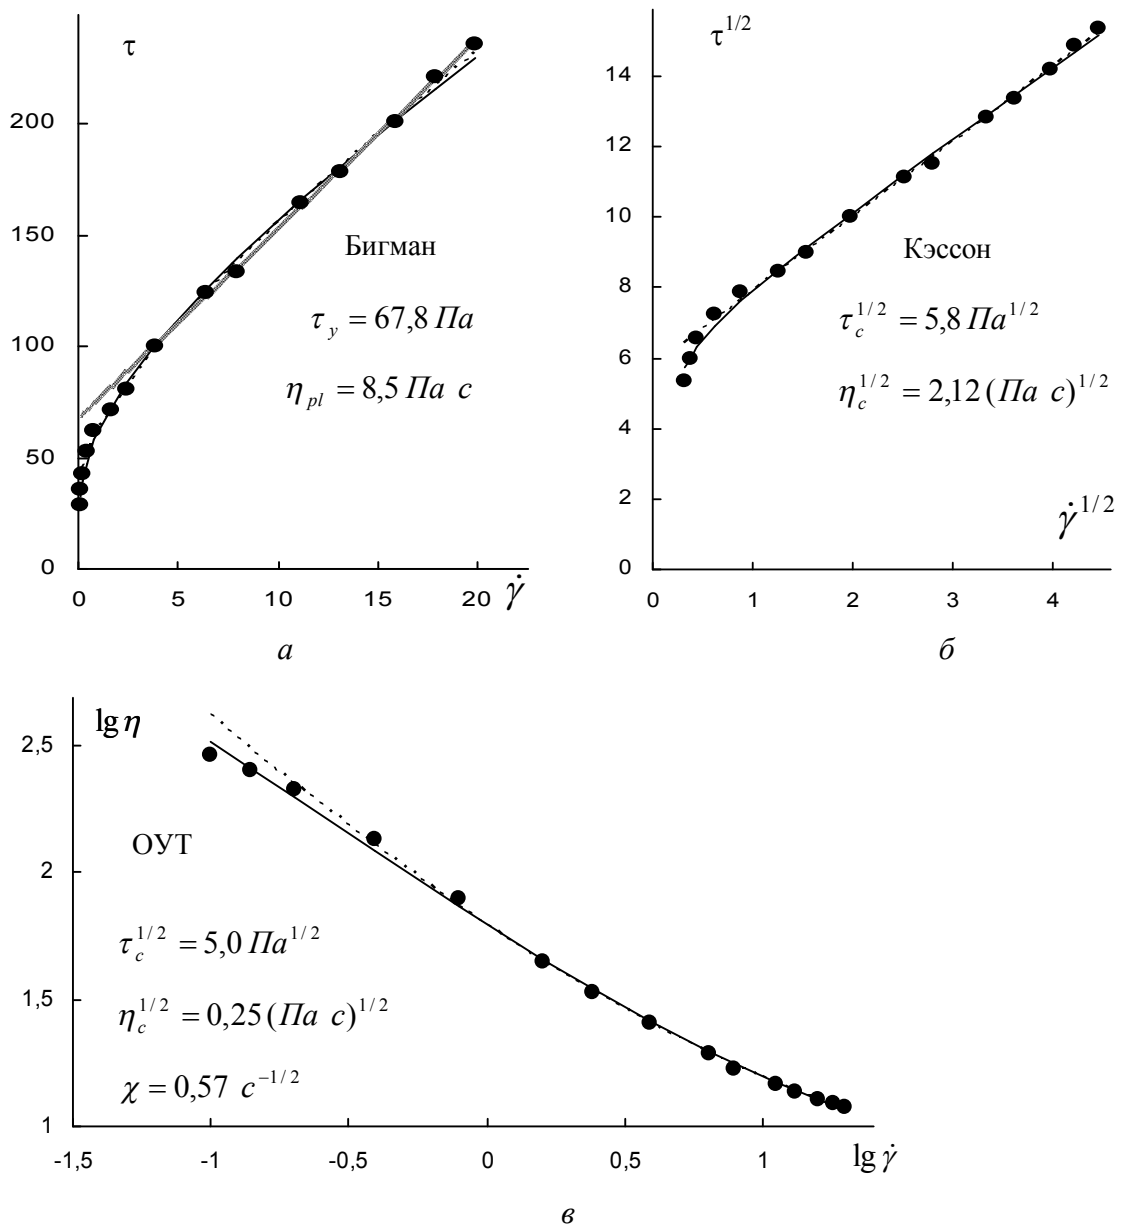 τ
200
150
100
50
0
0 5 10 15 20
γ̇
Бигман
τ_y = 67,8 Па
η_pl = 8,5 Па с
а
τ^1/2
14
12
10
8
6
4
2
0
0 1 2 3 4
γ̇^1/2
Кэссон
τ_c^1/2 = 5,8 Па^1/2
η_c^1/2 = 2,12 (Па с)^1/2
б
lg η
2,5
2
1,5
1
-1,5 -1 -0,5 0 0,5 1
lg γ̇
ОУТ
τ_c^1/2 = 5,0 Па^1/2
η_c^1/2 = 0,25 (Па с)^1/2
χ = 0,57 с^−1/2
в